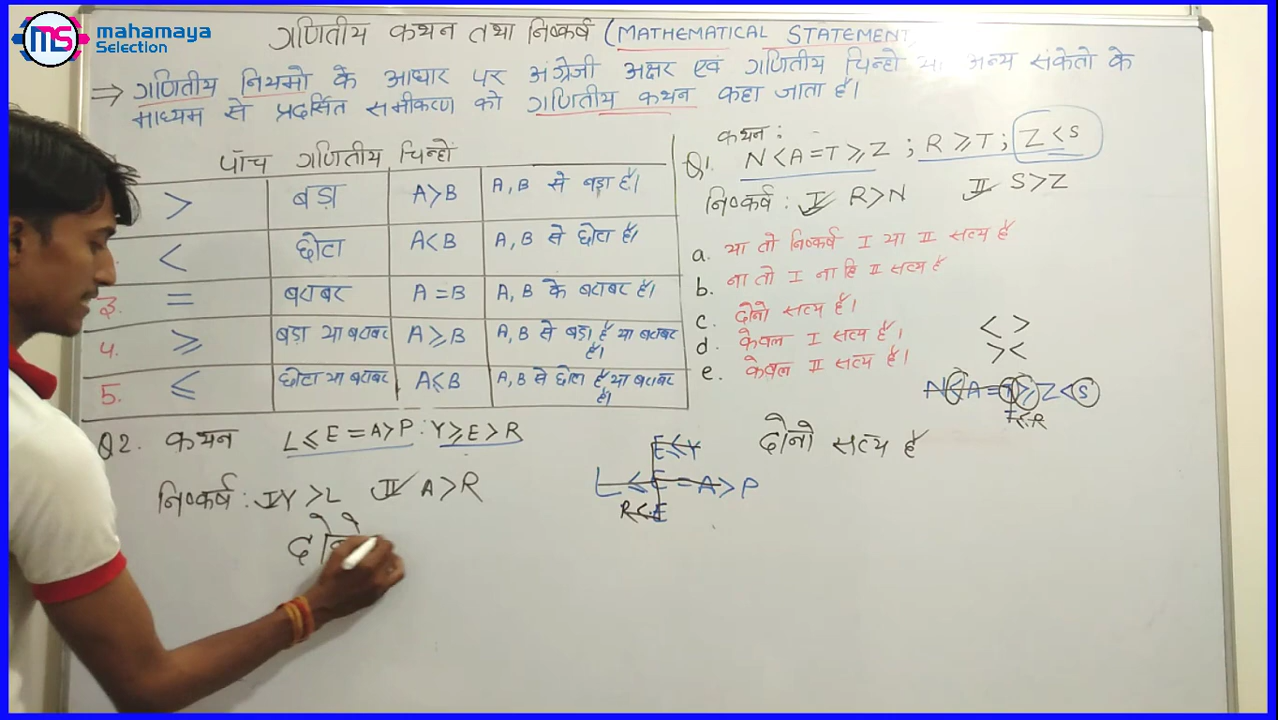 mahamaya
Selection
गणितीय कथन तथा निष्कर्ष (MATHEMATICAL STATEMENT
⇒ गणितीय नियमो के आधार पर अंग्रेजी अक्षर एवं गणितीय चिन्हो या अन्य संकेतो के
माध्यम से प्रदर्सित समीकरण को गणितीय कथन कहा जाता है।
पाँच गणितीय चिन्हो
> बड़ा A>B A, B से बड़ा है।
< छोटा A<B A, B से छोटा है।
3. = बराबर A=B A, B के बराबर है।
4. ≥ बड़ा या बराबर A≥B A, B से बड़ा है या बराबर
है।
5. ≤ छोटा या बराबर A≤B A, B से छोटा है या बराबर
है।
कथन:
Q1 N<A=T≥Z ; R≥T; Z<S
निष्कर्ष: I R>N II S>Z
a. या तो निष्कर्ष I या II सत्य है
b. ना तो I ना हि II सत्य है
c. दोनो सत्य है।
d. केवल I सत्य है।
e. केवल II सत्य है।
< >
> <
Z<S
दोनो सत्य है
Q2. कथन L≤E=A>P: Y≥E>R
निष्कर्ष: I Y>L II A>R
E≤Y
L≤E=A>P
R<E
दोनो